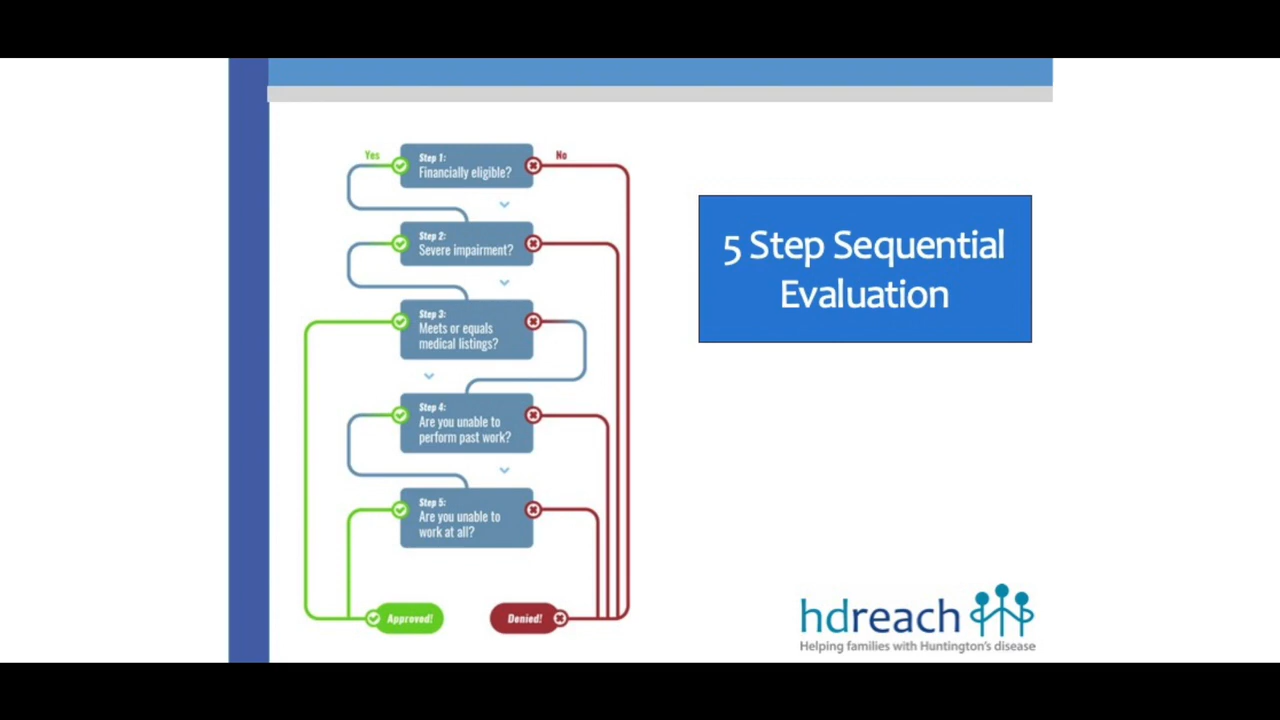 Yes
No
Step 1:
Financially eligible?
Step 2:
Severe impairment?
Step 3:
Meets or equals
medical listings?
Step 4:
Are you unable to
perform past work?
Step 5:
Are you unable to
work at all?
Approved!
Denied!
5 Step Sequential
Evaluation
hdreach
Helping families with Huntington's disease